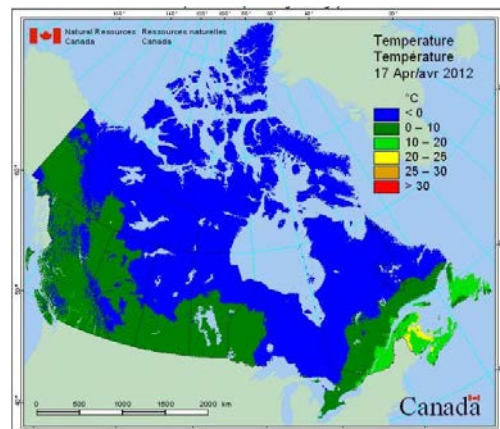 Natural Resources Ressources naturelles
Canada Canada
Temperature
Température
17 Apr/avr 2012
°C
< 0
0 – 10
10 – 20
20 – 25
25 – 30
> 30
0 500 1000 1500 2000 km
Canada